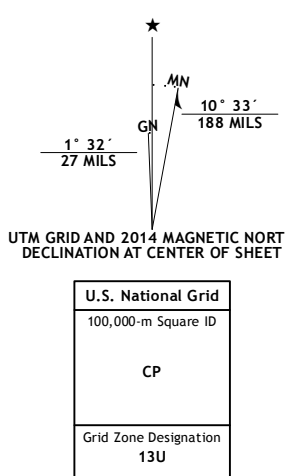 ★
MN
GN
10° 33´
188 MILS
1° 32´
27 MILS
UTM GRID AND 2014 MAGNETIC NORT
DECLINATION AT CENTER OF SHEET
U.S. National Grid
100,000-m Square ID
CP
Grid Zone Designation
13U